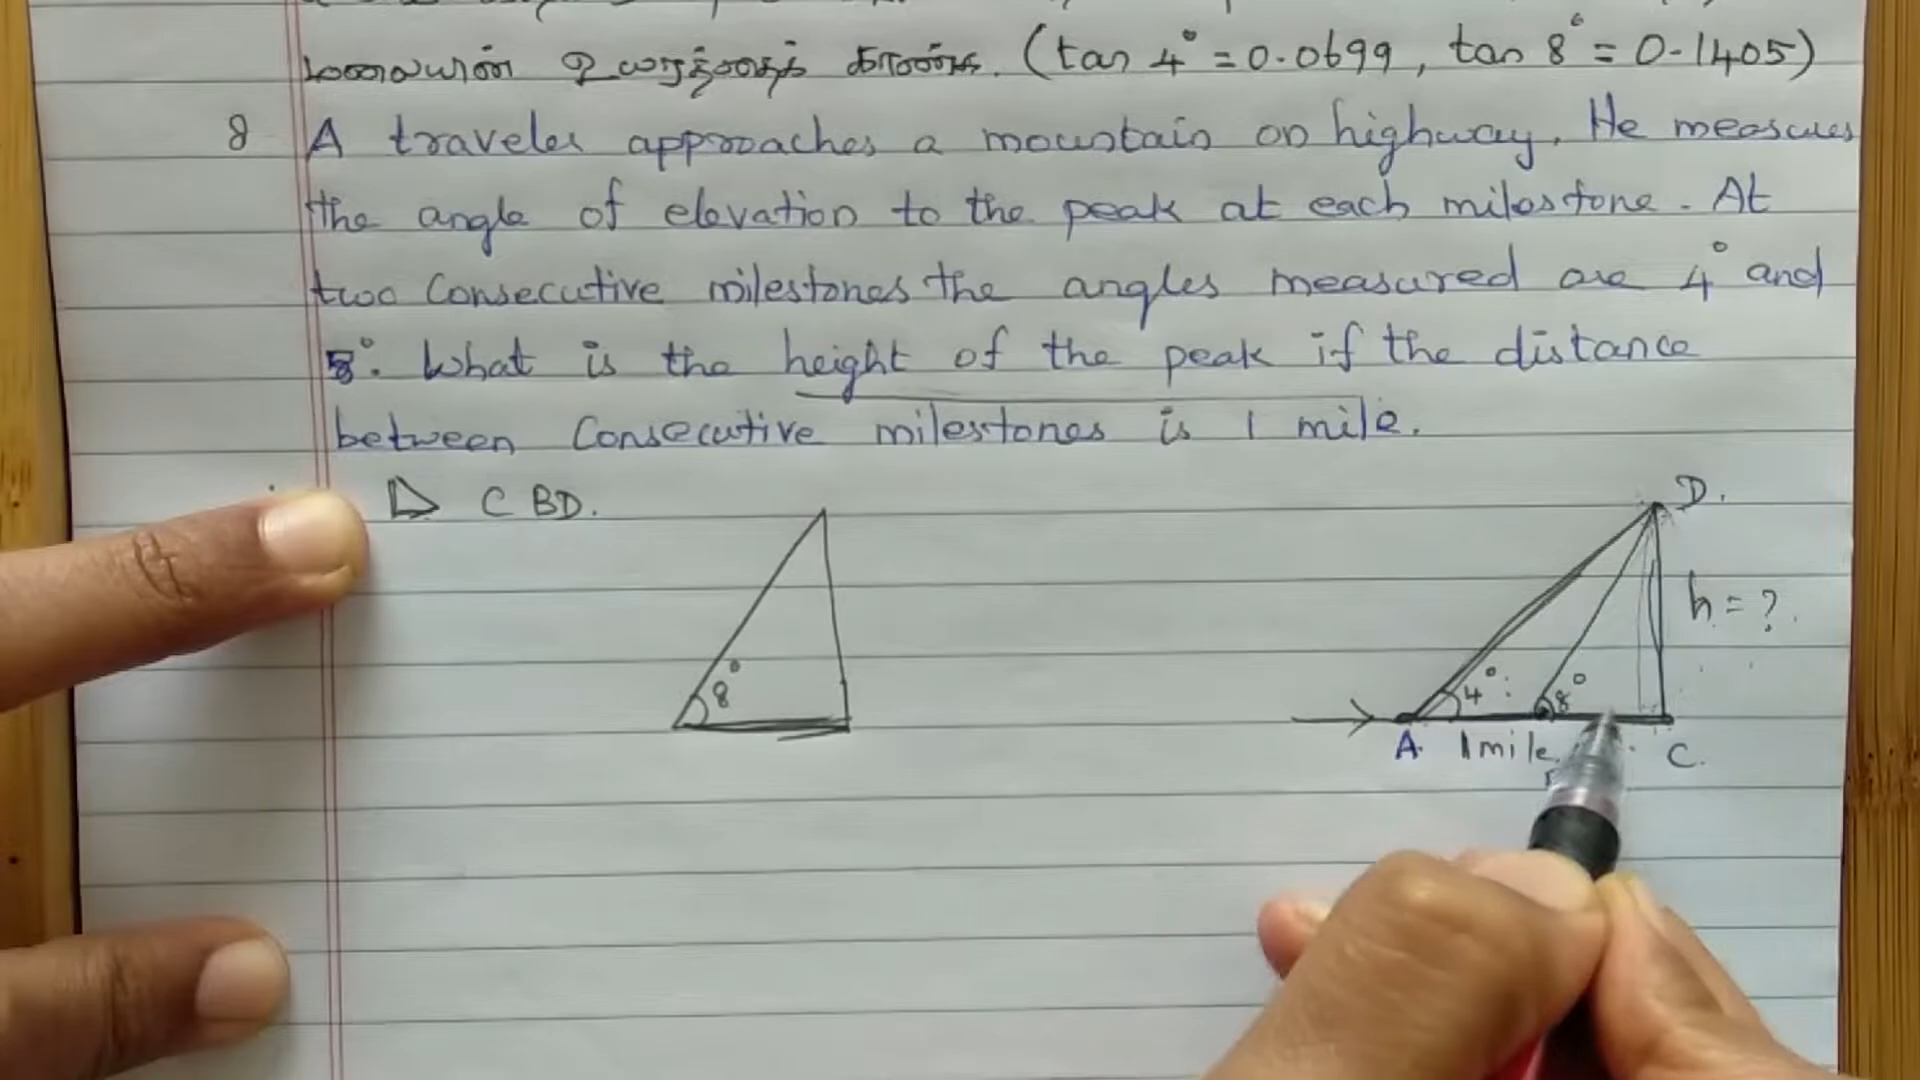 மலையின் உயரத்தைக் காண்க. (tan 4° = 0.0699, tan 8° = 0.1405)
8 A traveler approaches a mountain on highway. He measures
the angle of elevation to the peak at each milestone. At
two Consecutive milestones the angles measured are 4° and
8°. What is the height of the peak if the distance
between Consecutive milestones is 1 mile.
CBD.
D.
h = ?
8°
4° 8°
A. 1 mile C.